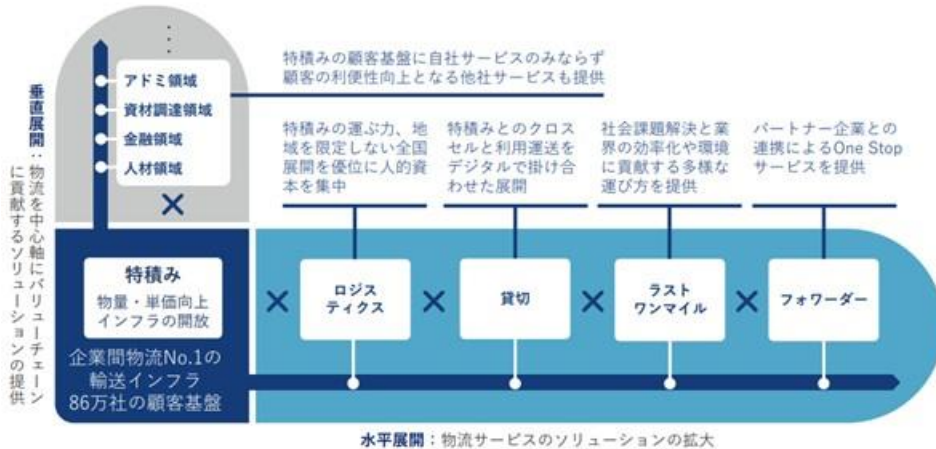 ⋮
アドミ領域
資材調達領域
金融領域
人材領域
×
特積みの顧客基盤に自社サービスのみならず
顧客の利便性向上となる他社サービスも提供
垂直展開：物流を中心軸にバリューチェーン
に貢献するソリューションの提供
特積みの運ぶ力、地
域を限定しない全国
展開を優位に人的資
本を集中
特積みとのクロス
セルと利用運送を
デジタルで掛け合
わせた展開
社会課題解決と業
界の効率化や環境
に貢献する多様な
運び方を提供
パートナー企業との
連携によるOne Stop
サービスを提供
特積み
物量・単価向上
インフラの開放
企業間物流No.1の
輸送インフラ
86万社の顧客基盤
×
ロジス
ティクス
×
貸切
×
ラスト
ワンマイル
×
フォワーダー
水平展開：物流サービスのソリューションの拡大